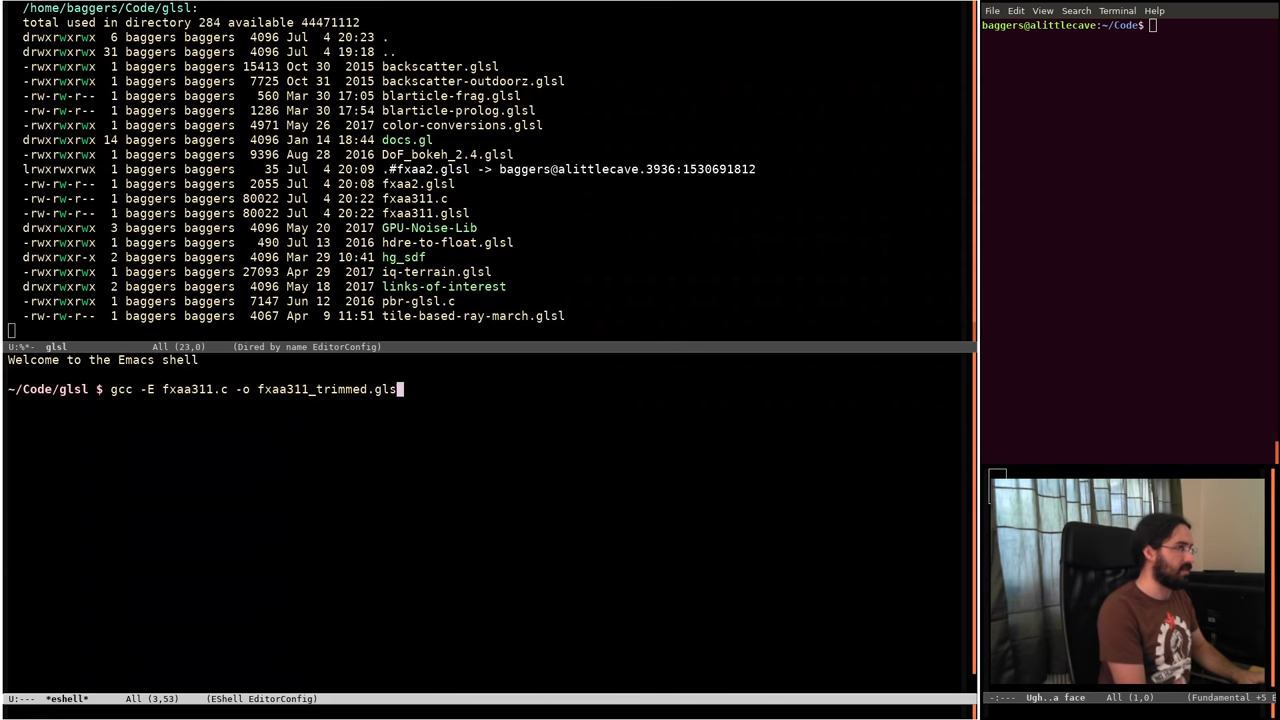 /home/baggers/Code/glsl:
total used in directory 284 available 44471112
drwxrwxrwx 6 baggers baggers 4096 Jul 4 20:23 .
drwxrwxrwx 31 baggers baggers 4096 Jul 4 19:18 ..
-rwxrwxrwx 1 baggers baggers 15413 Oct 30 2015 backscatter.glsl
-rwxrwxrwx 1 baggers baggers 7725 Oct 31 2015 backscatter-outdoorz.glsl
-rw-rw-r-- 1 baggers baggers 560 Mar 30 17:05 blarticle-frag.glsl
-rw-rw-r-- 1 baggers baggers 1286 Mar 30 17:54 blarticle-prolog.glsl
-rwxrwxrwx 1 baggers baggers 4971 May 26 2017 color-conversions.glsl
drwxrwxrwx 14 baggers baggers 4096 Jan 14 18:44 docs.gl
-rwxrwxrwx 1 baggers baggers 9396 Aug 28 2016 DoF_bokeh_2.4.glsl
lrwxrwxrwx 1 baggers baggers 35 Jul 4 20:09 .#fxaa2.glsl -> baggers@alittlecave.3936:1530691812
-rw-rw-r-- 1 baggers baggers 2055 Jul 4 20:08 fxaa2.glsl
-rw-rw-r-- 1 baggers baggers 80022 Jul 4 20:22 fxaa311.c
-rw-rw-r-- 1 baggers baggers 80022 Jul 4 20:22 fxaa311.glsl
drwxrwxrwx 3 baggers baggers 4096 May 20 2017 GPU-Noise-Lib
-rw-rw-r-- 1 baggers baggers 490 Jul 13 2016 hdre-to-float.glsl
drwxrwxr-x 2 baggers baggers 4096 Mar 29 10:41 hg_sdf
-rwxrwxrwx 1 baggers baggers 27093 Apr 29 2017 iq-terrain.glsl
drwxrwxrwx 2 baggers baggers 4096 May 18 2017 links-of-interest
-rwxrwxrwx 1 baggers baggers 7147 Jun 12 2016 pbr-glsl.c
-rw-rw-r-- 1 baggers baggers 4067 Apr 9 11:51 tile-based-ray-march.glsl
U:%*- glsl All (23,0) (Dired by name EditorConfig)
Welcome to the Emacs shell
~/Code/glsl $ gcc -E fxaa311.c -o fxaa311_trimmed.gls
U:--- *eshell* All (3,53) (EShell EditorConfig)
File Edit View Search Terminal Help
baggers@alittlecave:~/Code$
-:--- Ugh..a face All (1,0) (Fundamental +5 E